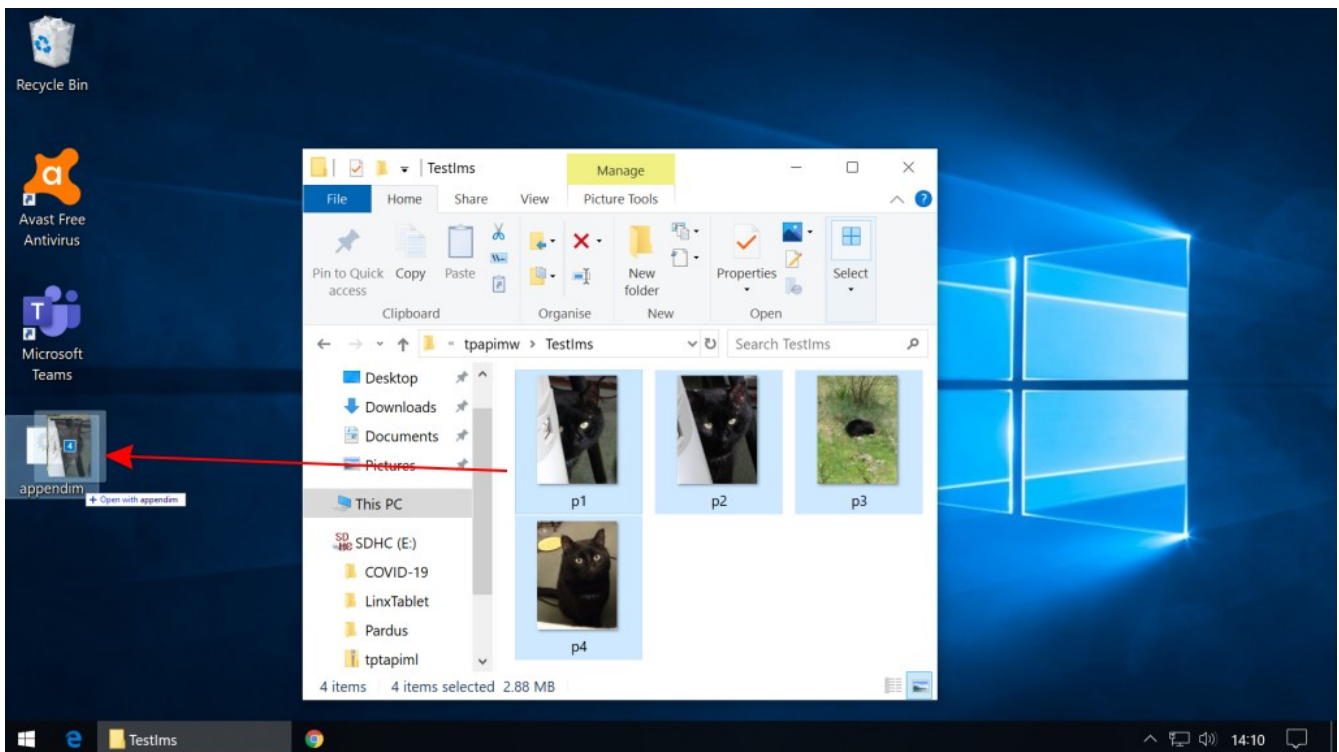 Recycle Bin
Avast Free
Antivirus
Microsoft
Teams
appendim
+ Open with appendim
4
TestIms
Manage
File
Home
Share
View
Picture Tools
Pin to Quick
access
Copy
Paste
New
folder
Properties
Select
Clipboard
Organise
New
Open
« tpapimw > TestIms
Search TestIms
Desktop
Downloads
Documents
Pictures
This PC
SDHC (E:)
COVID-19
LinxTablet
Pardus
tptapiml
p1
p2
p3
p4
4 items
4 items selected 2.88 MB
TestIms
14:10